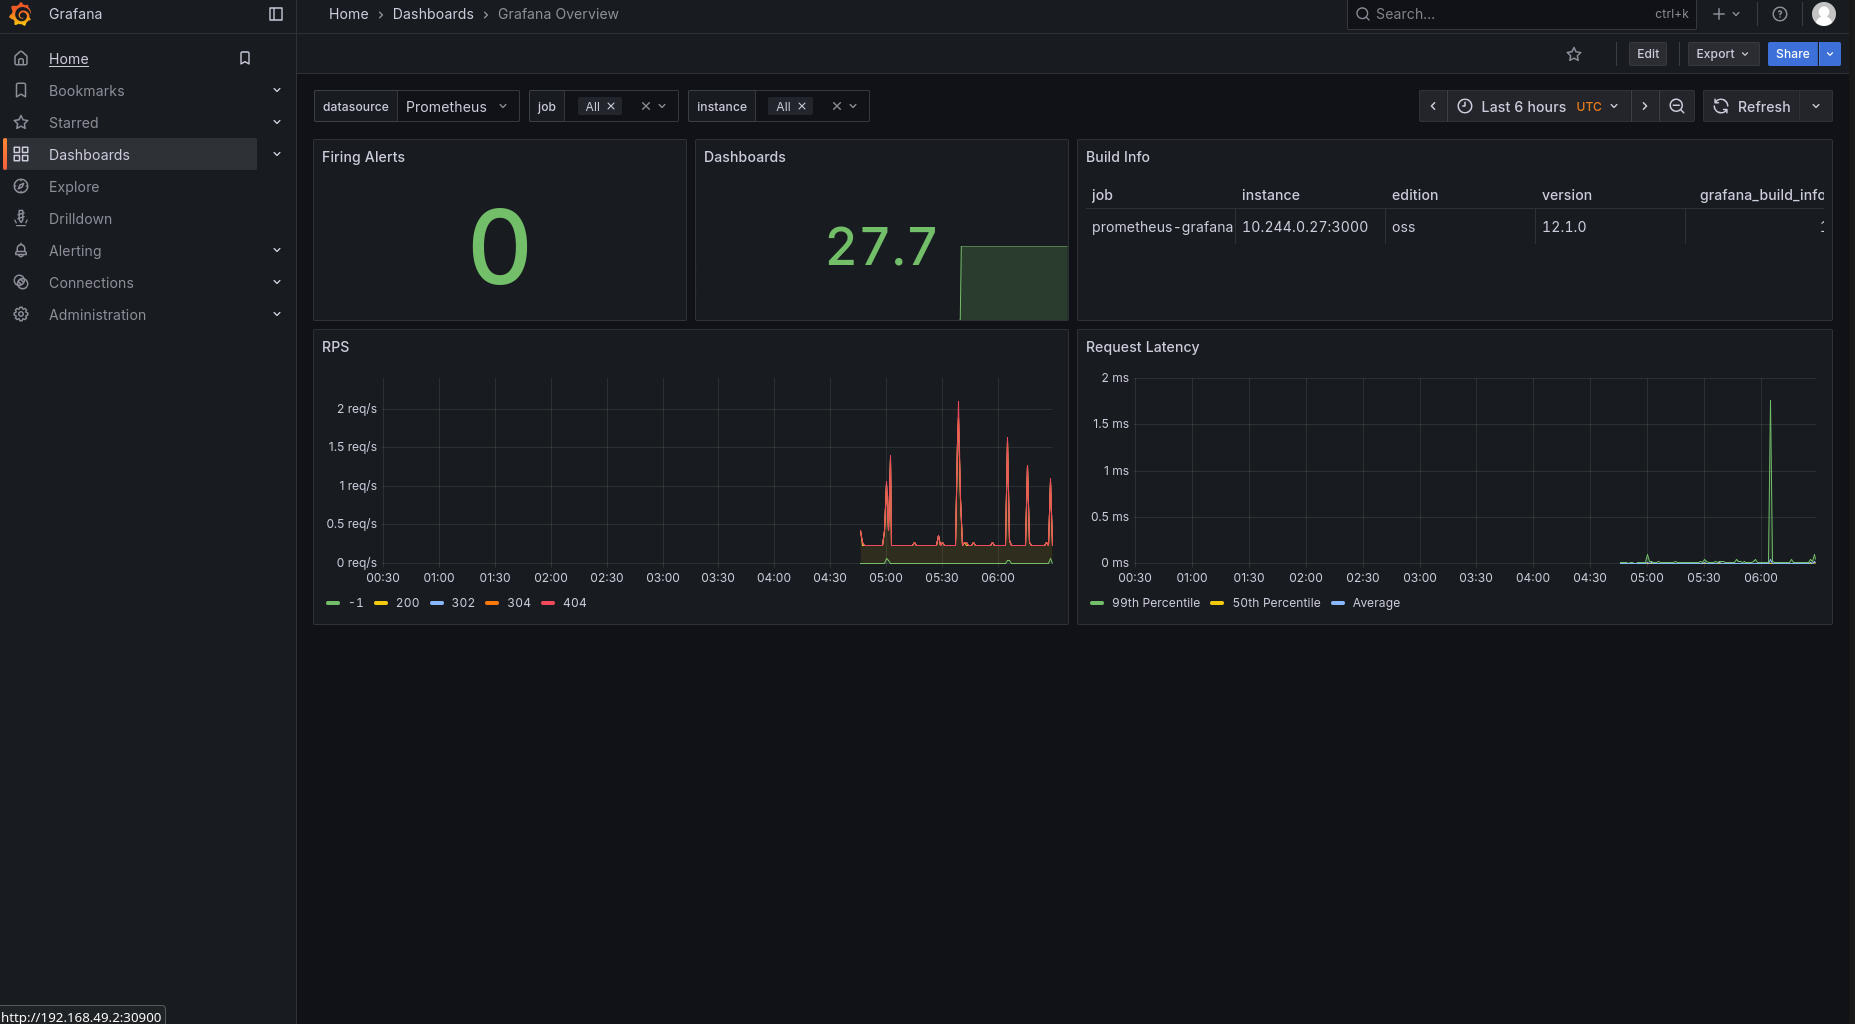 Grafana
Home
Bookmarks
Starred
Dashboards
Explore
Drilldown
Alerting
Connections
Administration
Home › Dashboards › Grafana Overview
Search... ctrl+k
Edit Export Share
datasource Prometheus job All instance All
Last 6 hours UTC Refresh
Firing Alerts
0
Dashboards
27.7
Build Info
job instance edition version grafana_build_info
prometheus-grafana 10.244.0.27:3000 oss 12.1.0
RPS
2 req/s
1.5 req/s
1 req/s
0.5 req/s
0 req/s
00:30 01:00 01:30 02:00 02:30 03:00 03:30 04:00 04:30 05:00 05:30 06:00
-1 200 302 304 404
Request Latency
2 ms
1.5 ms
1 ms
0.5 ms
0 ms
00:30 01:00 01:30 02:00 02:30 03:00 03:30 04:00 04:30 05:00 05:30 06:00
99th Percentile 50th Percentile Average
http://192.168.49.2:30900